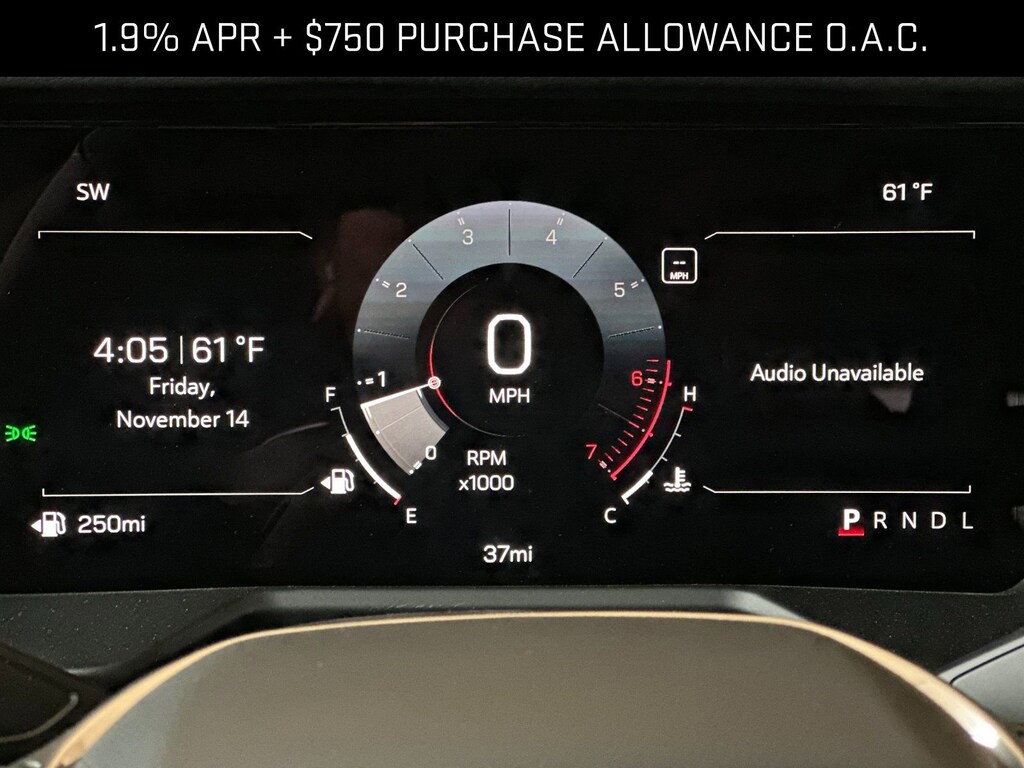 1.9% APR + $750 PURCHASE ALLOWANCE O.A.C.
SW
61 °F
3
4
-- MPH
2
5
4:05 | 61 °F
0
Friday,
November 14
1
MPH
6
Audio Unavailable
F
H
0
7
RPM
x1000
E
C
250mi
P R N D L
37mi